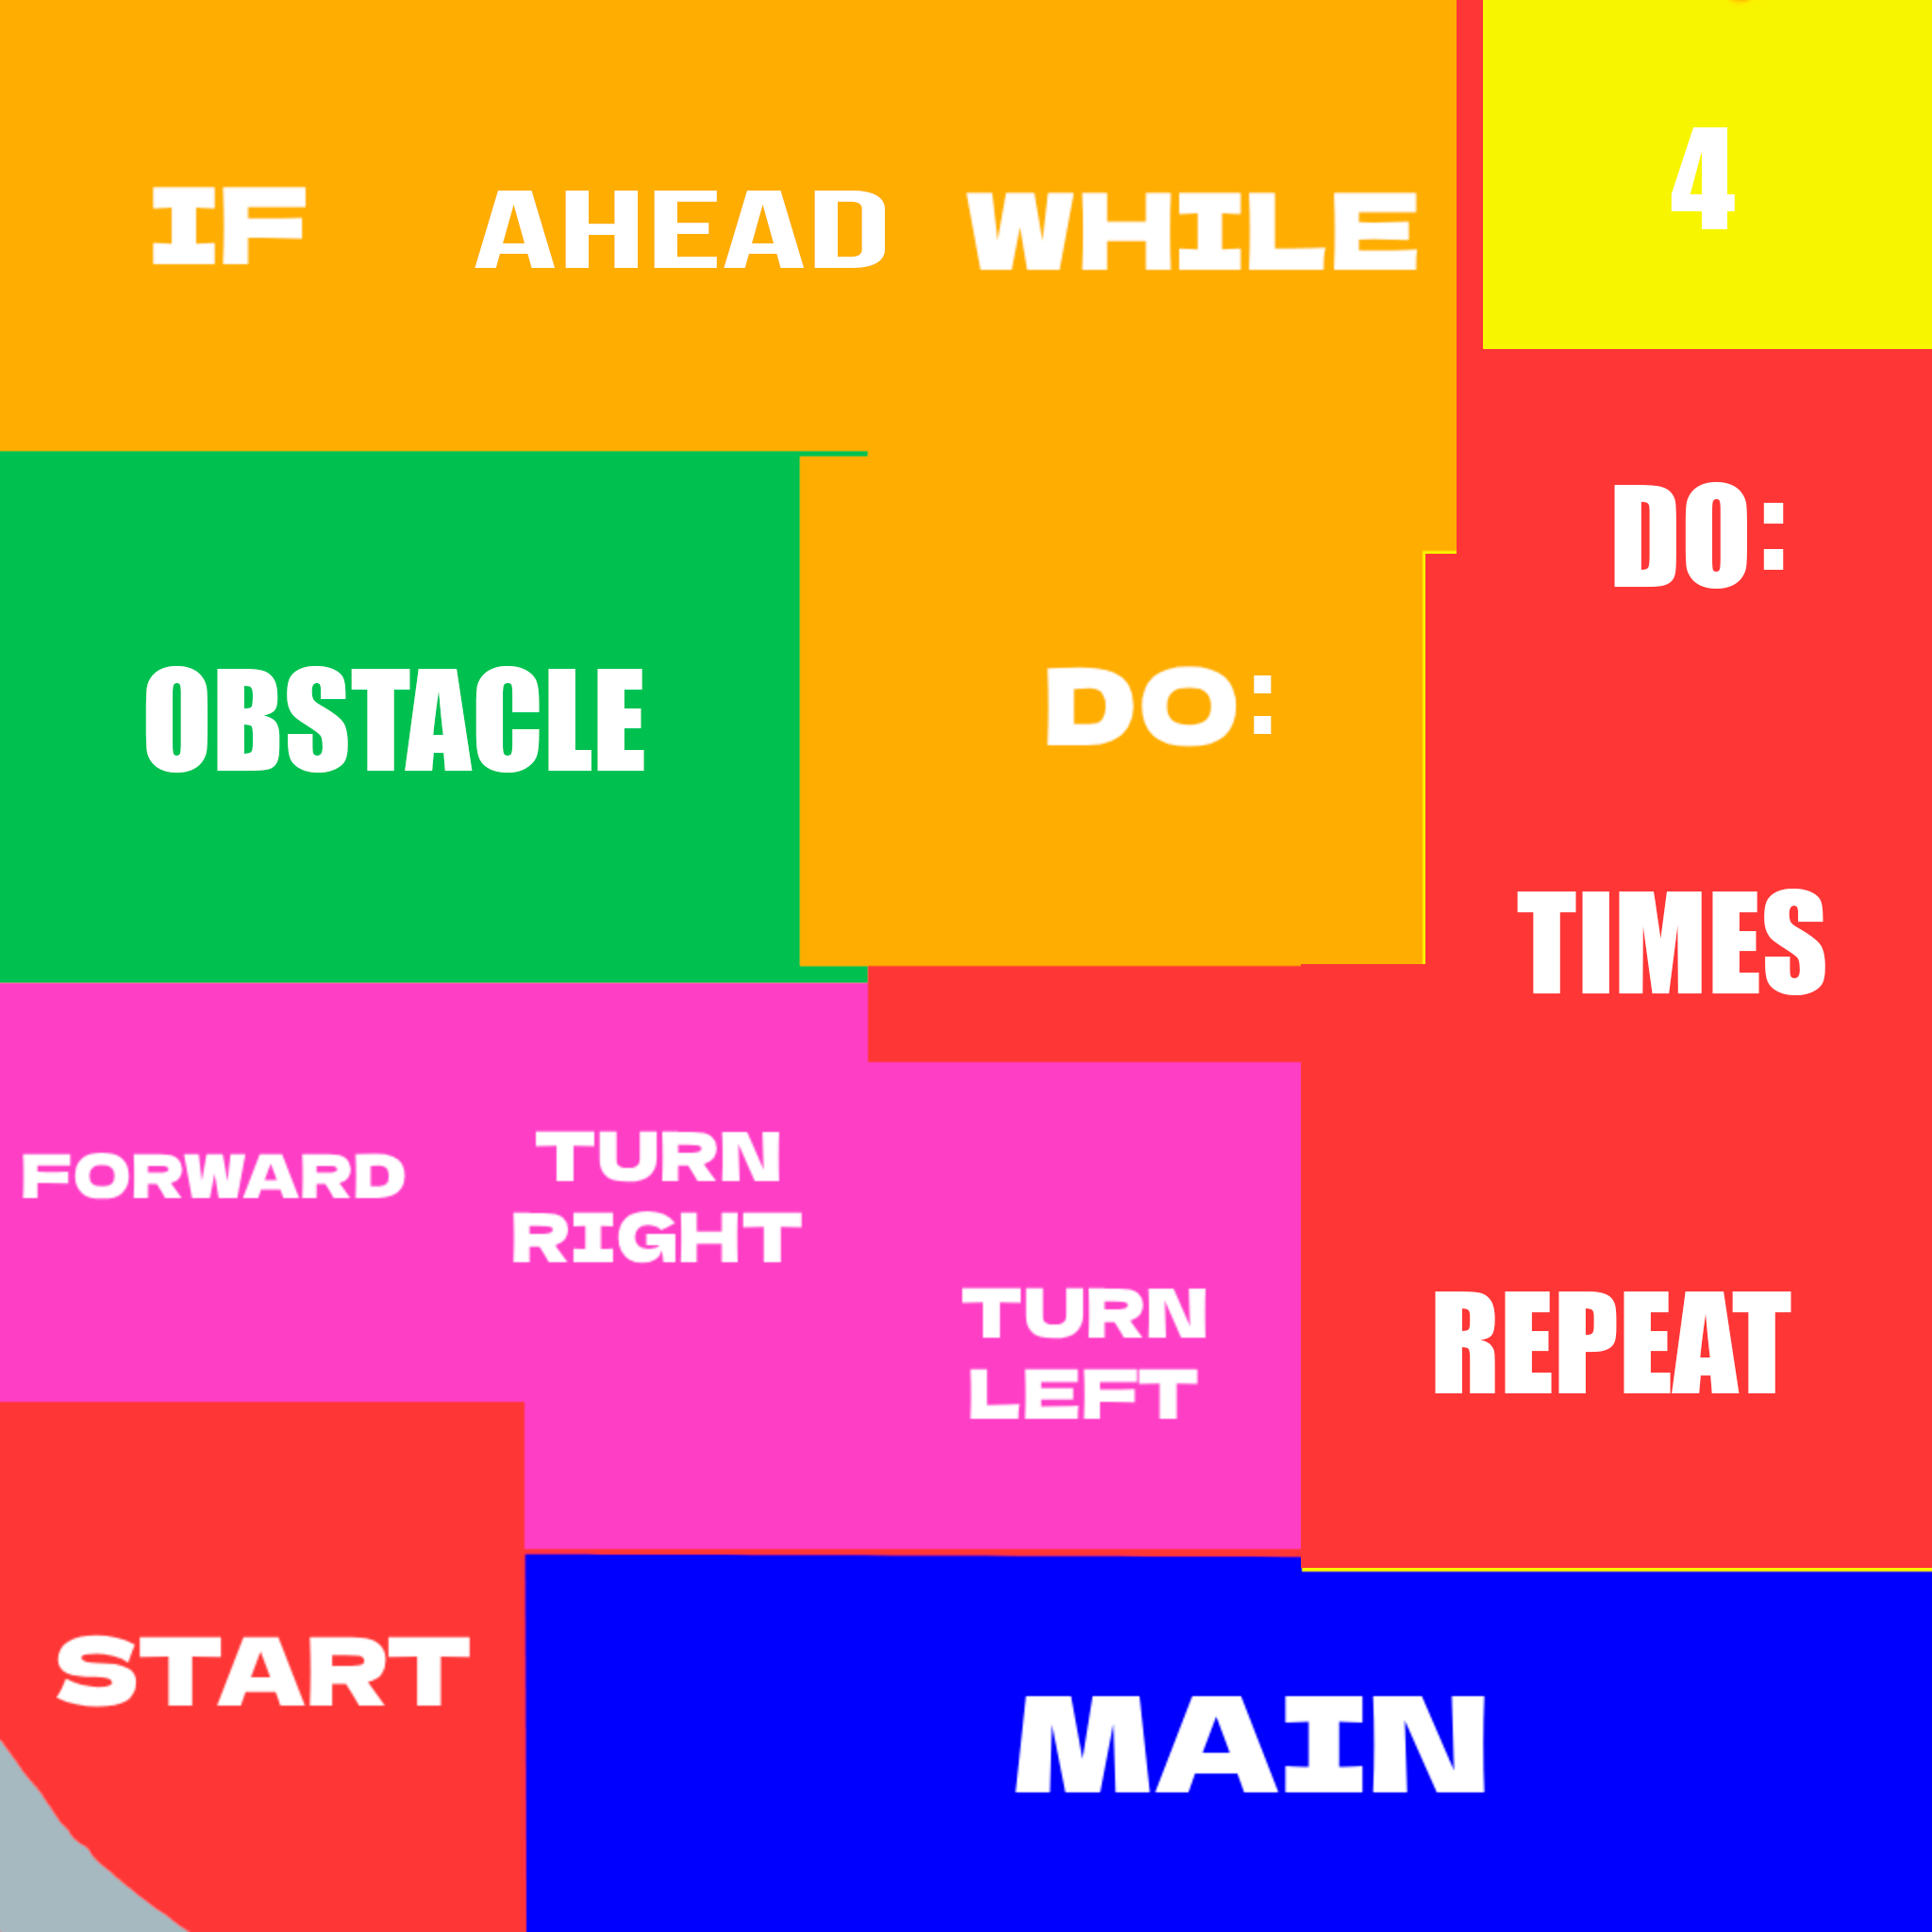 IF AHEAD WHILE
4
DO:
OBSTACLE
DO:
TIMES
FORWARD
TURN
RIGHT
TURN
LEFT
REPEAT
START
MAIN